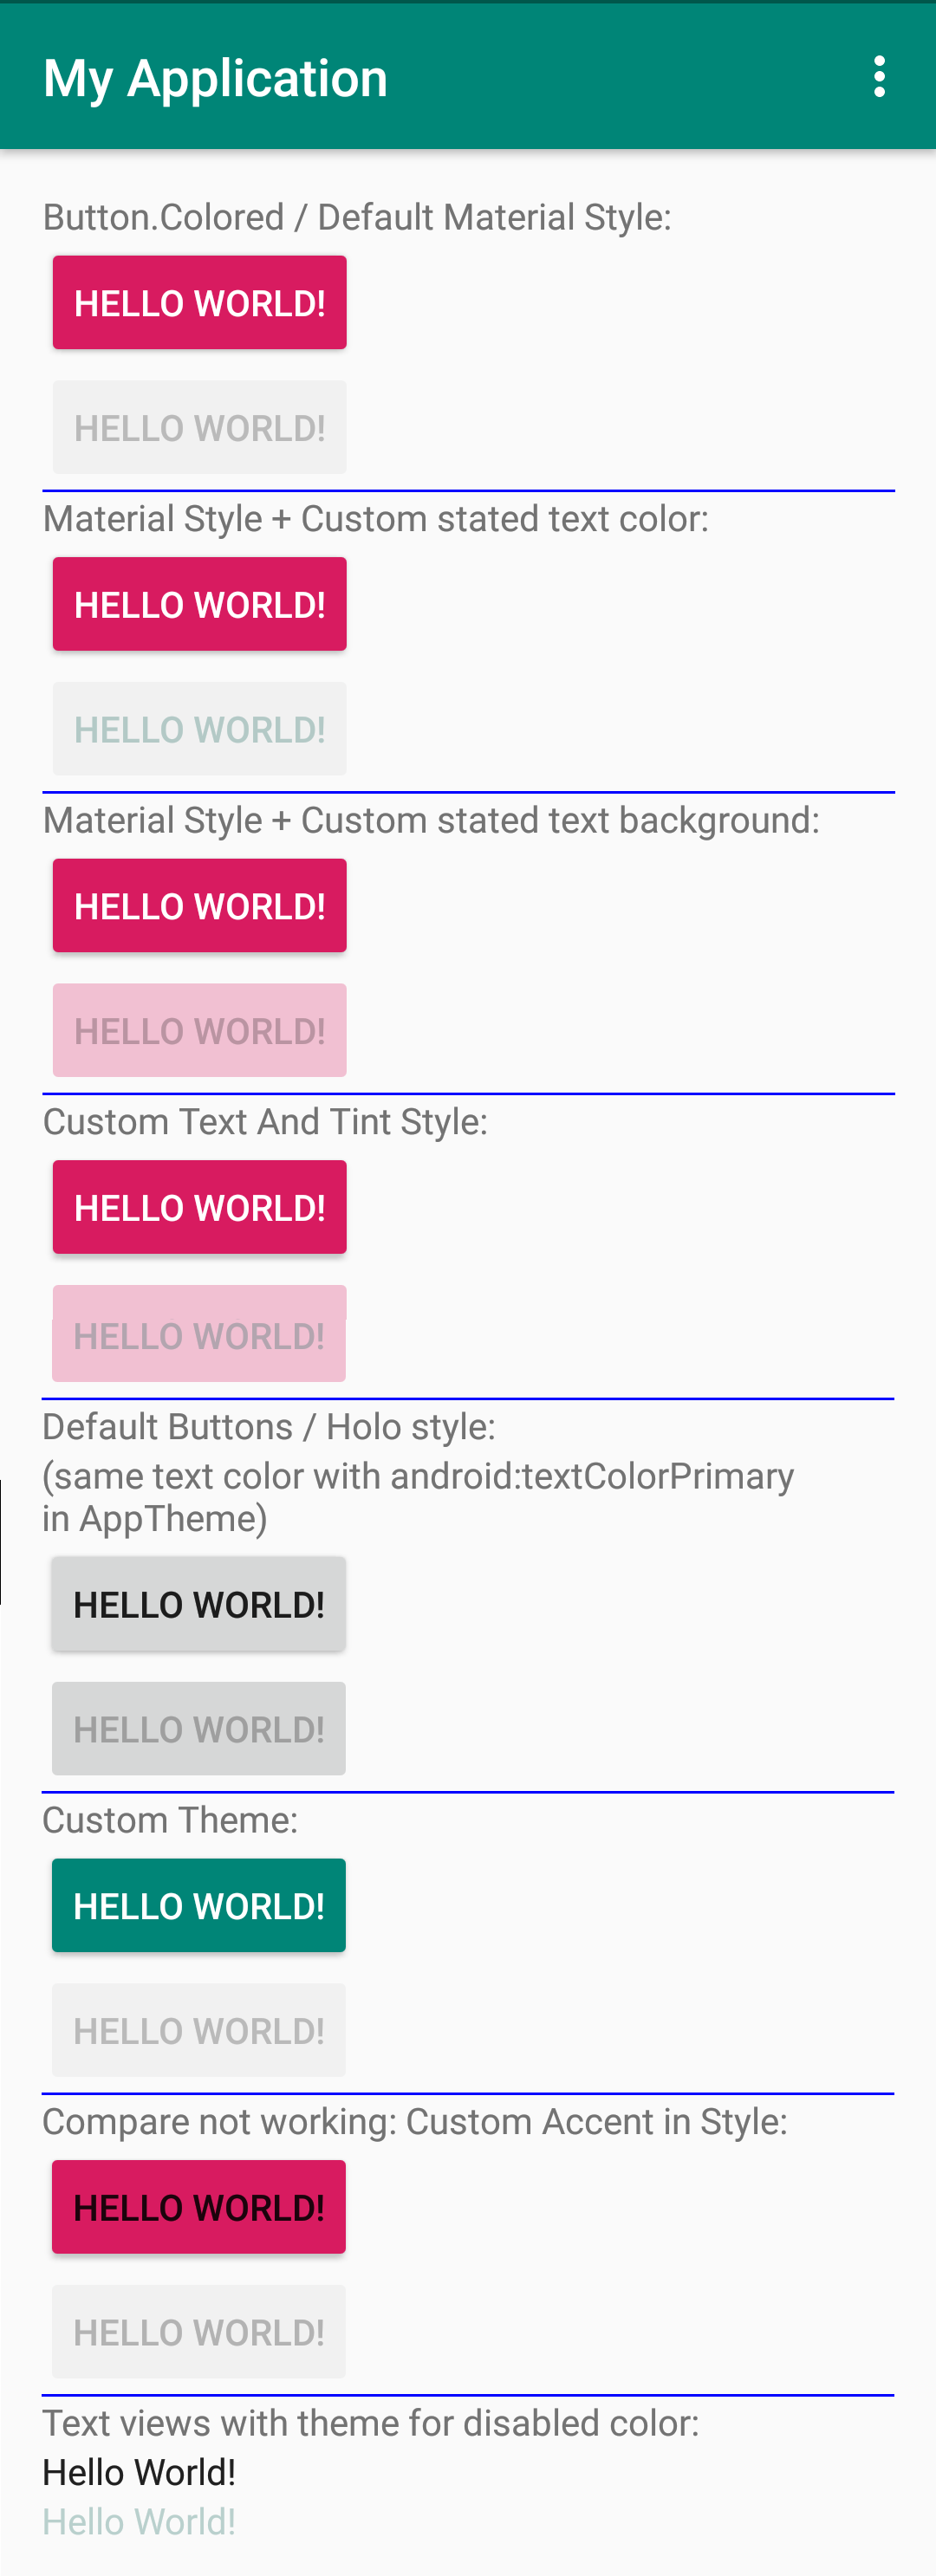 My Application
Button.Colored / Default Material Style:
HELLO WORLD!
HELLO WORLD!
Material Style + Custom stated text color:
HELLO WORLD!
HELLO WORLD!
Material Style + Custom stated text background:
HELLO WORLD!
HELLO WORLD!
Custom Text And Tint Style:
HELLO WORLD!
HELLO WORLD!
Default Buttons / Holo style:
(same text color with android:textColorPrimary
in AppTheme)
HELLO WORLD!
HELLO WORLD!
Custom Theme:
HELLO WORLD!
HELLO WORLD!
Compare not working: Custom Accent in Style:
HELLO WORLD!
HELLO WORLD!
Text views with theme for disabled color:
Hello World!
Hello World!